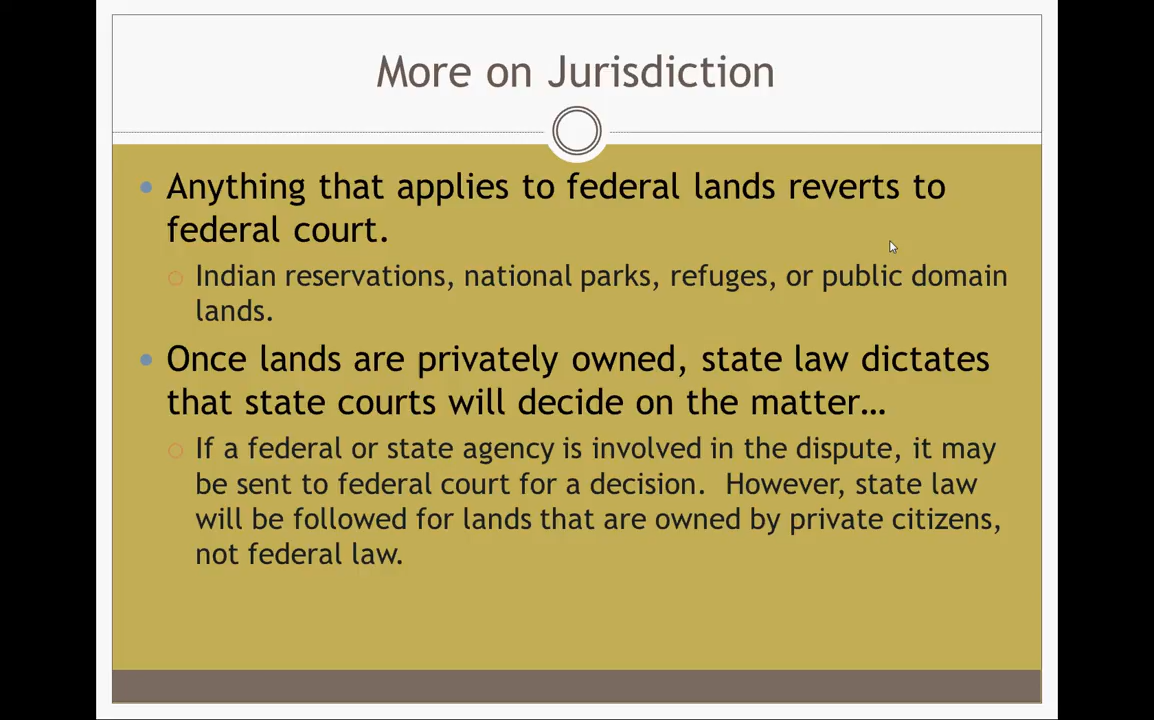 More on Jurisdiction
Anything that applies to federal lands reverts to
federal court.
Indian reservations, national parks, refuges, or public domain
lands.
Once lands are privately owned, state law dictates
that state courts will decide on the matter…
If a federal or state agency is involved in the dispute, it may
be sent to federal court for a decision.  However, state law
will be followed for lands that are owned by private citizens,
not federal law.